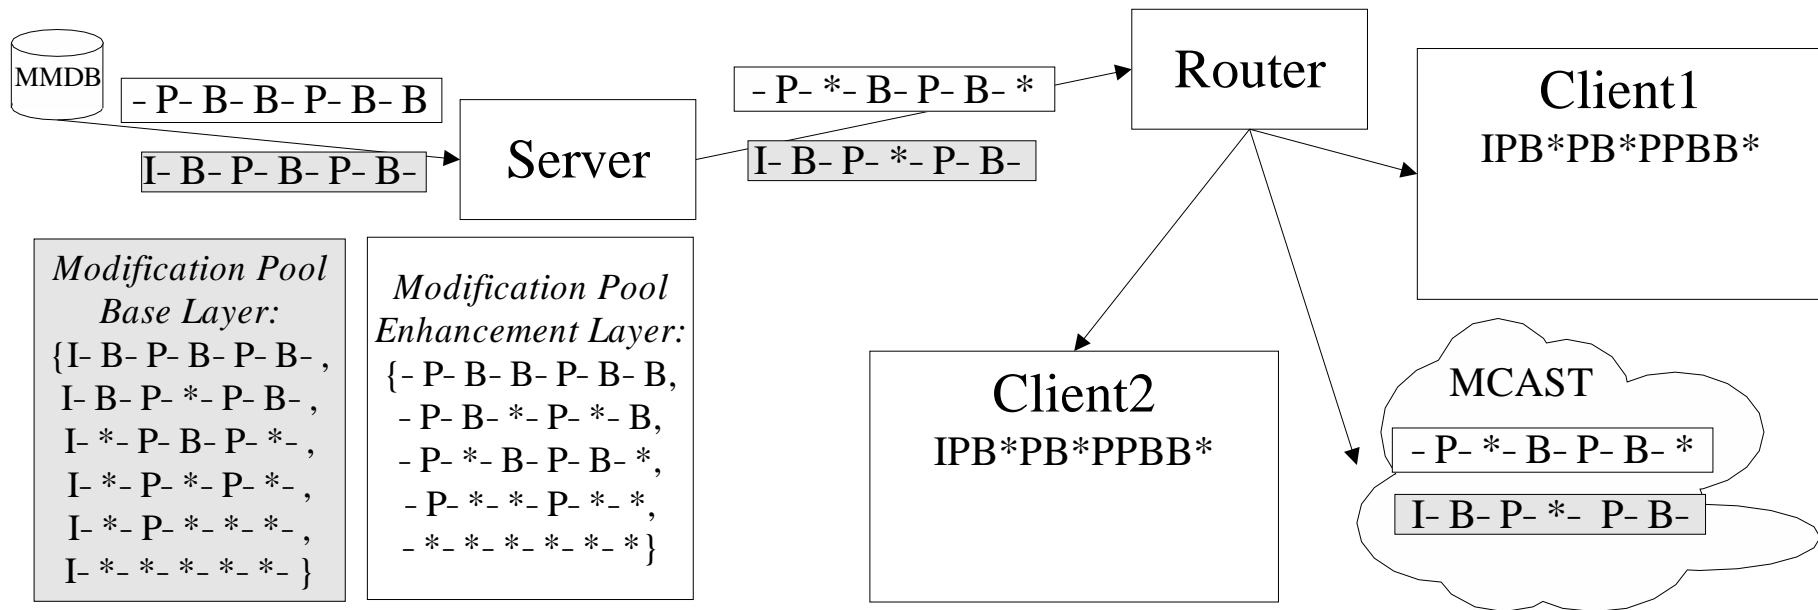 MMDB
- P- B- B- P- B- B
I- B- P- B- P- B-
Server
- P- *- B- P- B- *
I- B- P- *- P- B-
Router
Client1
IPB*PB*PPBB*
Modification Pool
Base Layer:
{I- B- P- B- P- B- ,
I- B- P- *- P- B- ,
I- *- P- B- P- *- ,
I- *- P- *- P- *- ,
I- *- P- *- *- *- ,
I- *- *- *- *- *- }
Modification Pool
Enhancement Layer:
{- P- B- B- P- B- B,
- P- B- *- P- *- B,
- P- *- B- P- B- *,
- P- *- *- P- *- *,
- *- *- *- *- *- *}
Client2
IPB*PB*PPBB*
MCAST
- P- *- B- P- B- *
I- B- P- *- P- B-